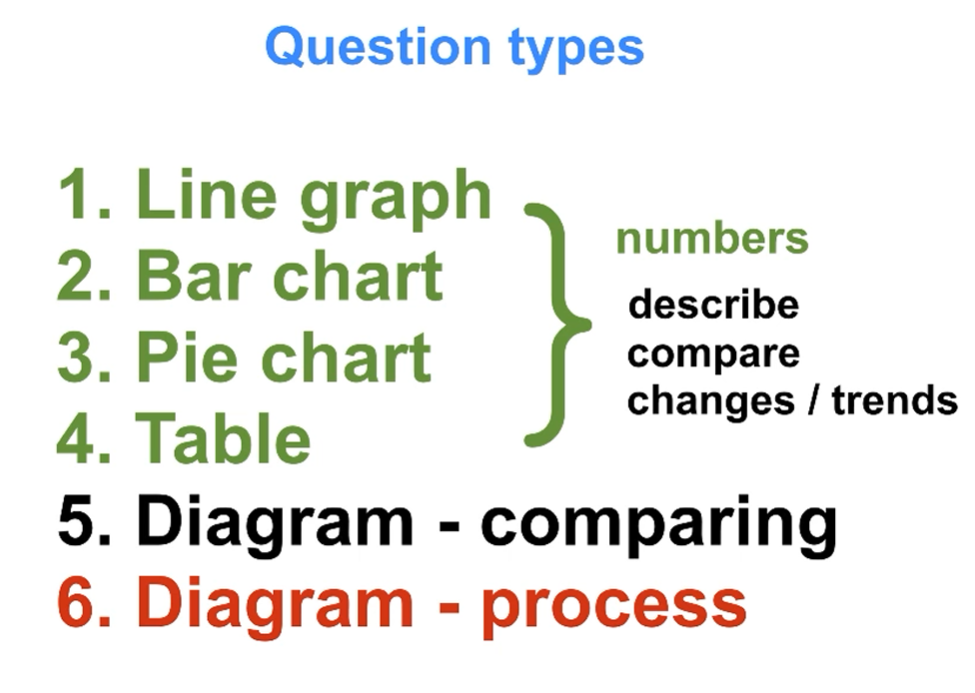 Question types
1. Line graph
2. Bar chart
3. Pie chart
4. Table
numbers
describe
compare
changes / trends
5. Diagram - comparing
6. Diagram - process